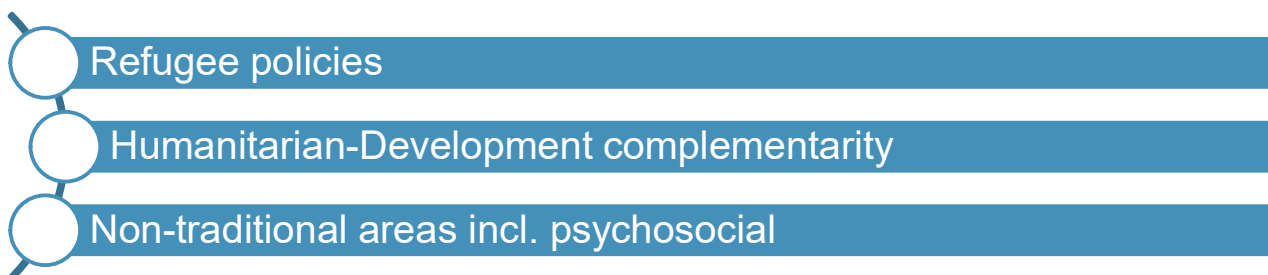 Refugee policies
Humanitarian-Development complementarity
Non-traditional areas incl. psychosocial